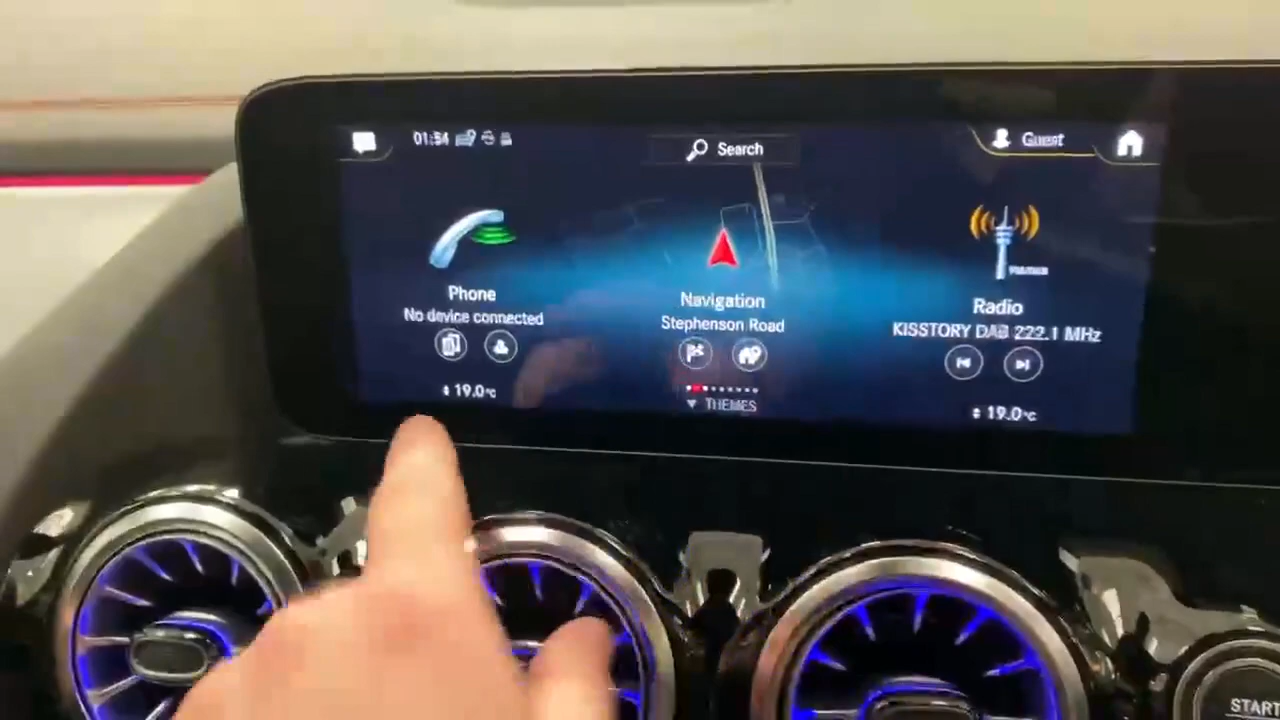 01:54
Search
Guest
Phone
No device connected
19.0°C
Navigation
Stephenson Road
THEMES
Radio
KISSTORY DAB 222.1 MHz
19.0°C
START